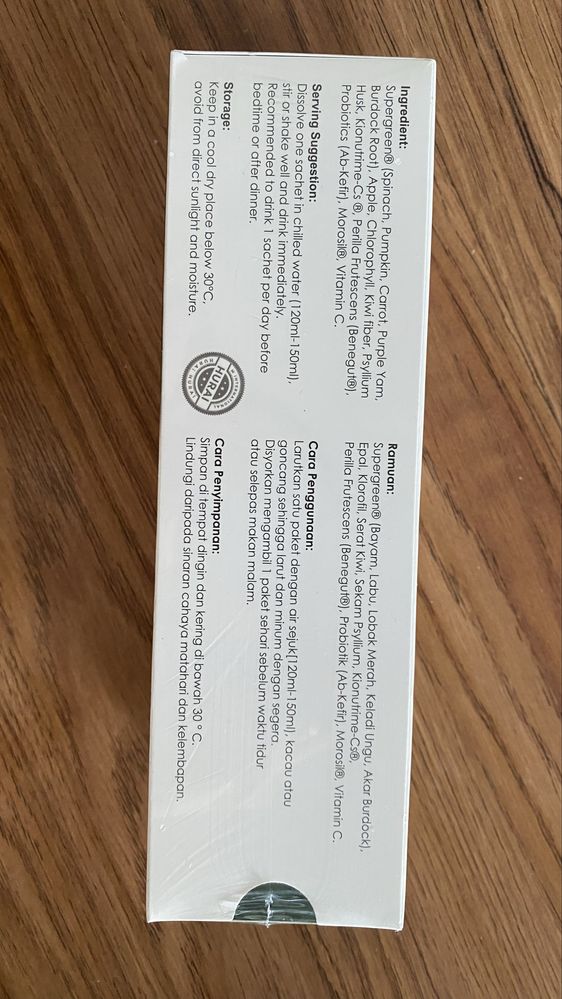 Ingredient:
Supergreen® (Spinach, Pumpkin, Carrot, Purple Yam,
Burdock Root), Apple, Chlorophyll, Kiwi fiber, Psyllium
Husk, Kionutrime-Cs ®, Perilla Frutescens (Benegut®),
Probiotics (Ab-Kefir), Morosil®, Vitamin C.
Serving Suggestion:
Dissolve one sachet in chilled water (120ml-150ml),
stir or shake well and drink immediately.
Recommended to drink 1 sachet per day before
bedtime or after dinner.
Storage:
Keep in a cool dry place below 30°C,
avoid from direct sunlight and moisture.
HURAI
Ramuan:
Supergreen® (Bayam, Labu, Lobak Merah, Keladi Ungu, Akar Burdock),
Epal, Klorofil, Serat Kiwi, Sekam Psyllium, Kionutrime-Cs®,
Perilla Frutescens (Benegut®), Probiotik (Ab-Kefir), Morosil®, Vitamin C.
Cara Penggunaan:
Larutkan satu paket dengan air sejuk(120ml-150ml), kacau atau
goncang sehingga larut dan minum dengan segera.
Disyorkan mengambil 1 paket sehari sebelum waktu tidur
atau selepas makan malam.
Cara Penyimpanan:
Simpan di tempat dingin dan kering di bawah 30 ° C.
Lindungi daripada sinaran cahaya matahari dan kelembapan.